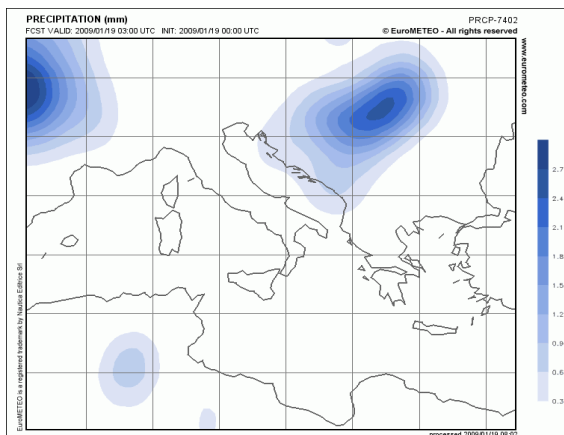 PRECIPITATION (mm)
PRCP-7402
FCST VALID: 2009/01/19 03:00 UTC INIT: 2009/01/19 00:00 UTC
© EuroMETEO - All rights reserved
www.eurometeo.com
2.7
2.4
2.1
1.8
1.5
1.2
0.9
0.6
0.3
EuroMETEO is a registered trademark by Nautica Editrice Srl
processed 2009/01/19 08:02